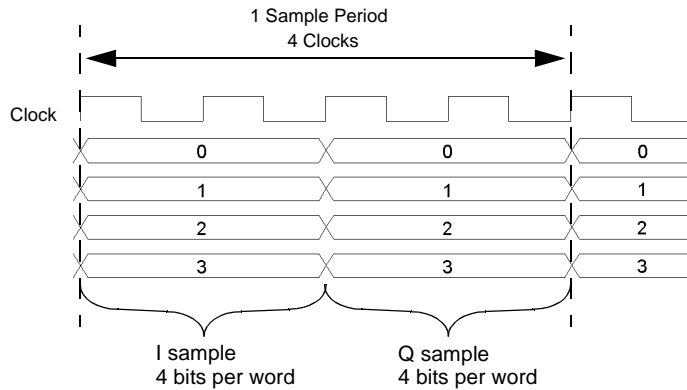 1 Sample Period
4 Clocks
Clock
0 0 0
1 1 1
2 2 2
3 3 3
I sample
4 bits per word
Q sample
4 bits per word